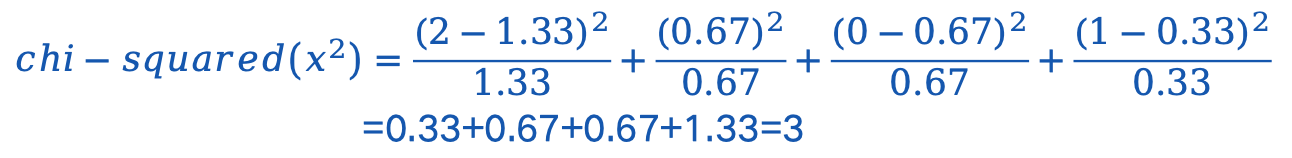 chi − squared(x²) = (2 − 1.33)²/1.33 + (0.67)²/0.67 + (0 − 0.67)²/0.67 + (1 − 0.33)²/0.33
=0.33+0.67+0.67+1.33=3